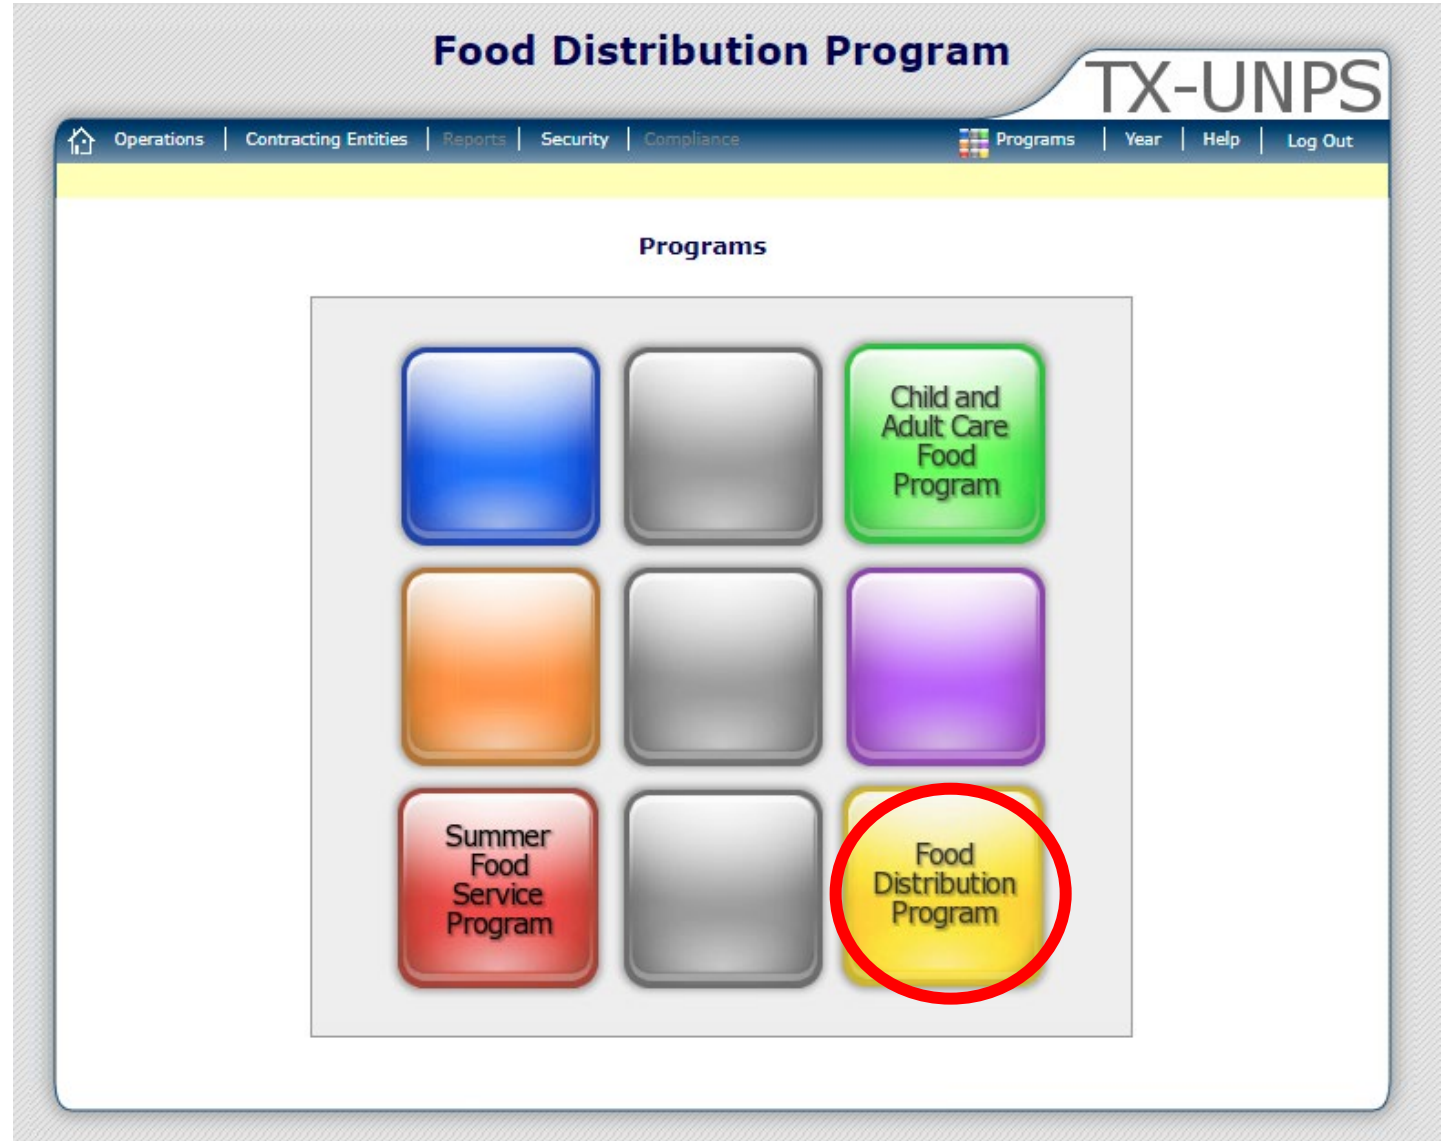 Food Distribution Program
TX-UNPS
Operations | Contracting Entities | Reports | Security | Compliance Programs | Year | Help | Log Out
Programs
Child and
Adult Care
Food
Program
Summer
Food
Service
Program
Food
Distribution
Program